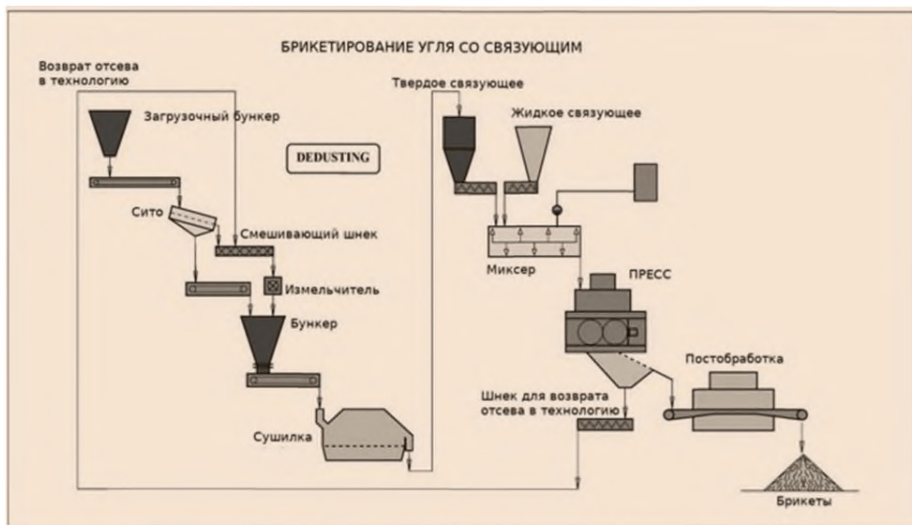 БРИКЕТИРОВАНИЕ УГЛЯ СО СВЯЗУЮЩИМ
Возврат отсева
в технологию
Загрузочный бункер
DEDUSTING
Сито
Смешивающий шнек
Измельчитель
Бункер
Сушилка
Твердое связующее
Жидкое связующее
Миксер
ПРЕСС
Постобработка
Шнек для возврата
отсева в технологию
Брикеты